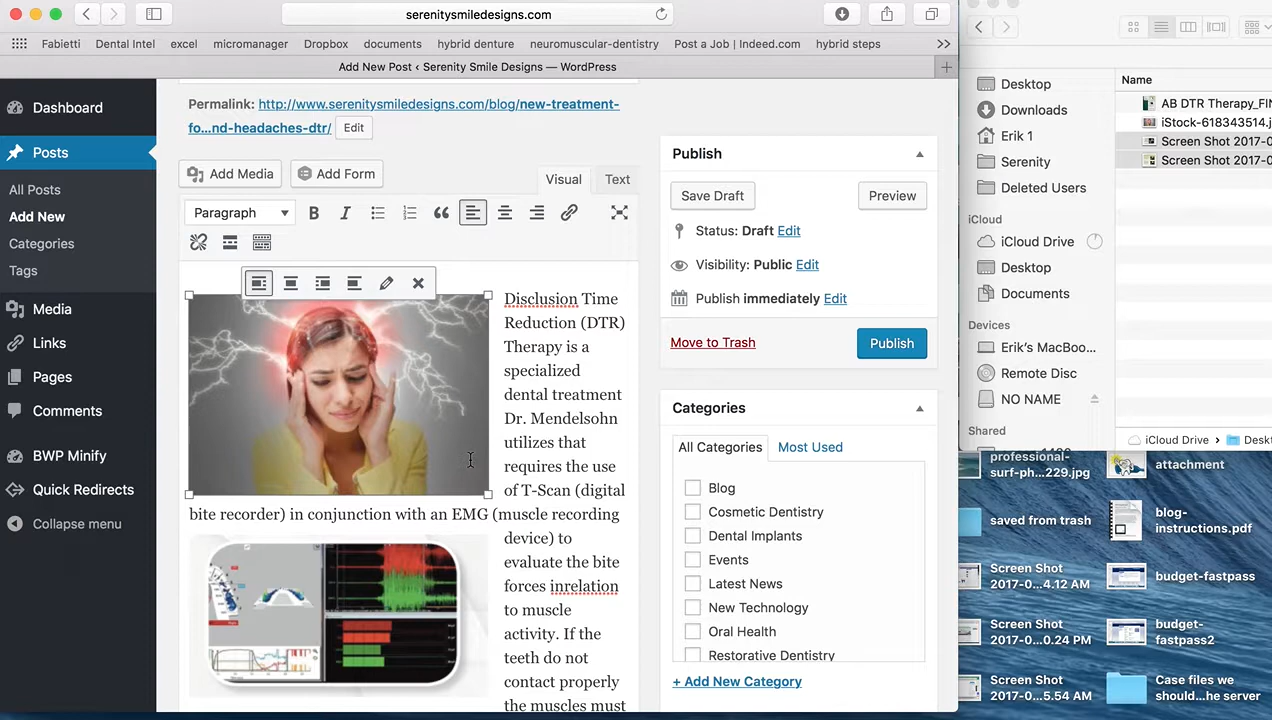 serenitysmiledesigns.com
Fabietti Dental Intel excel micromanager Dropbox documents hybrid denture neuromuscular-dentistry Post a Job | Indeed.com hybrid steps
Add New Post ‹ Serenity Smile Designs — WordPress
Dashboard
Posts
All Posts
Add New
Categories
Tags
Media
Links
Pages
Comments
BWP Minify
Quick Redirects
Collapse menu
Permalink: http://www.serenitysmiledesigns.com/blog/new-treatment-
fo...nd-headaches-dtr/ Edit
Add Media Add Form
Visual Text
Paragraph
Disclusion Time
Reduction (DTR)
Therapy is a
specialized
dental treatment
Dr. Mendelsohn
utilizes that
requires the use
of T-Scan (digital
bite recorder) in conjunction with an EMG (muscle recording
device) to
evaluate the bite
forces inrelation
to muscle
activity. If the
teeth do not
contact properly
the muscles must
Publish
Save Draft Preview
Status: Draft Edit
Visibility: Public Edit
Publish immediately Edit
Move to Trash Publish
Categories
All Categories Most Used
Blog
Cosmetic Dentistry
Dental Implants
Events
Latest News
New Technology
Oral Health
Restorative Dentistry
+ Add New Category
Desktop
Downloads
Erik 1
Serenity
Deleted Users
iCloud
iCloud Drive
Desktop
Documents
Devices
Erik's MacBoo...
Remote Disc
NO NAME
Shared
Name
AB DTR Therapy_FI
iStock-618343514.j
Screen Shot 2017-0
Screen Shot 2017-0
iCloud Drive › Deskt
professional-
surf-ph...229.jpg
attachment
saved from trash
blog-
instructions.pdf
Screen Shot
2017-0...4.12 AM
budget-fastpass
Screen Shot
2017-0...0.24 PM
budget-
fastpass2
Screen Shot
2017-0...5.54 AM
Case files we
should...he server